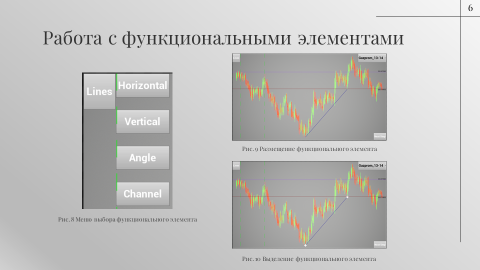 6
Работа с функциональными элементами
Lines
Horizontal
Vertical
Angle
Channel
Рис. 8 Меню выбора функционального элемента
Рис. 9 Размещение функционального элемента
Рис. 10 Выделение функционального элемента